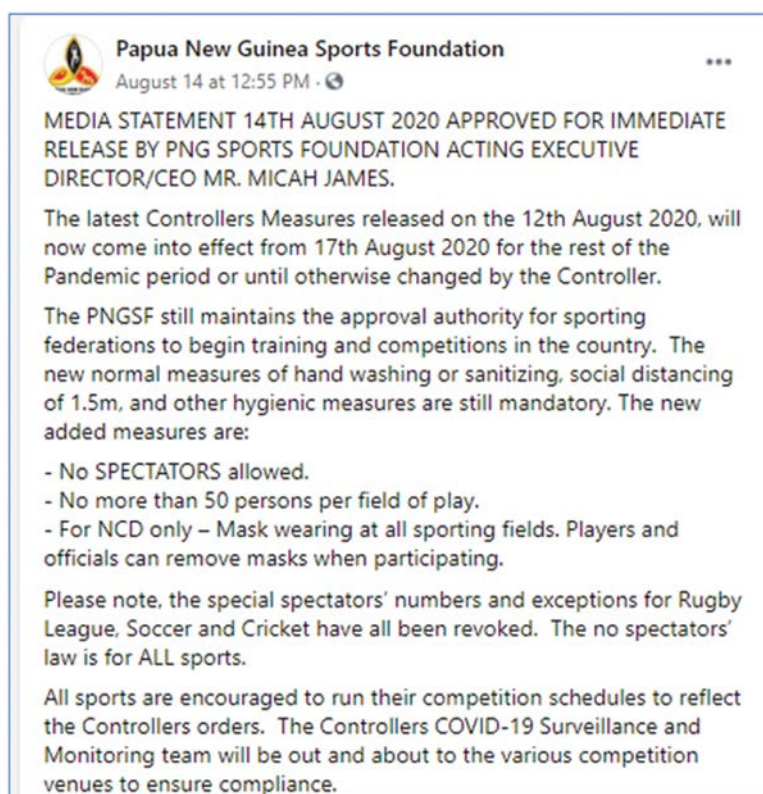 Papua New Guinea Sports Foundation
August 14 at 12:55 PM ·
MEDIA STATEMENT 14TH AUGUST 2020 APPROVED FOR IMMEDIATE
RELEASE BY PNG SPORTS FOUNDATION ACTING EXECUTIVE
DIRECTOR/CEO MR. MICAH JAMES.
The latest Controllers Measures released on the 12th August 2020, will
now come into effect from 17th August 2020 for the rest of the
Pandemic period or until otherwise changed by the Controller.
The PNGSF still maintains the approval authority for sporting
federations to begin training and competitions in the country.  The
new normal measures of hand washing or sanitizing, social distancing
of 1.5m, and other hygienic measures are still mandatory. The new
added measures are:
- No SPECTATORS allowed.
- No more than 50 persons per field of play.
- For NCD only – Mask wearing at all sporting fields. Players and
officials can remove masks when participating.
Please note, the special spectators' numbers and exceptions for Rugby
League, Soccer and Cricket have all been revoked.  The no spectators'
law is for ALL sports.
All sports are encouraged to run their competition schedules to reflect
the Controllers orders.  The Controllers COVID-19 Surveillance and
Monitoring team will be out and about to the various competition
venues to ensure compliance.